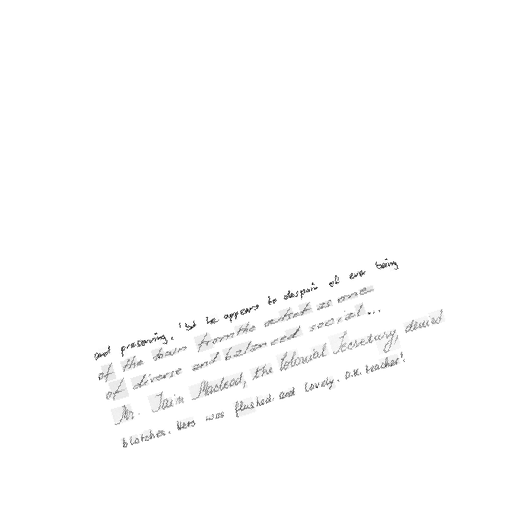 and preserving, but he appears to despair of ever being
of the town from the outset as one
of diverse and balanced social...
Mr. Iain Macleod, the Colonial Secretary, denied
blotches. Hers was flushed and lovely. O.K. teacher!